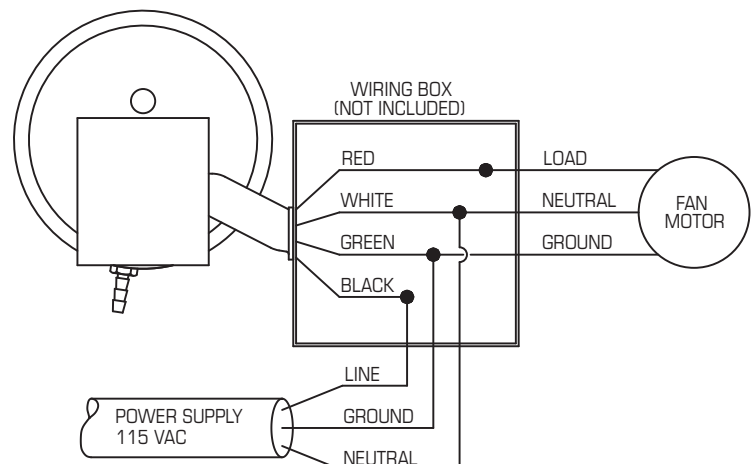 WIRING BOX
(NOT INCLUDED)
RED
LOAD
WHITE
NEUTRAL
FAN
MOTOR
GREEN
GROUND
BLACK
LINE
POWER SUPPLY
115 VAC
GROUND
NEUTRAL